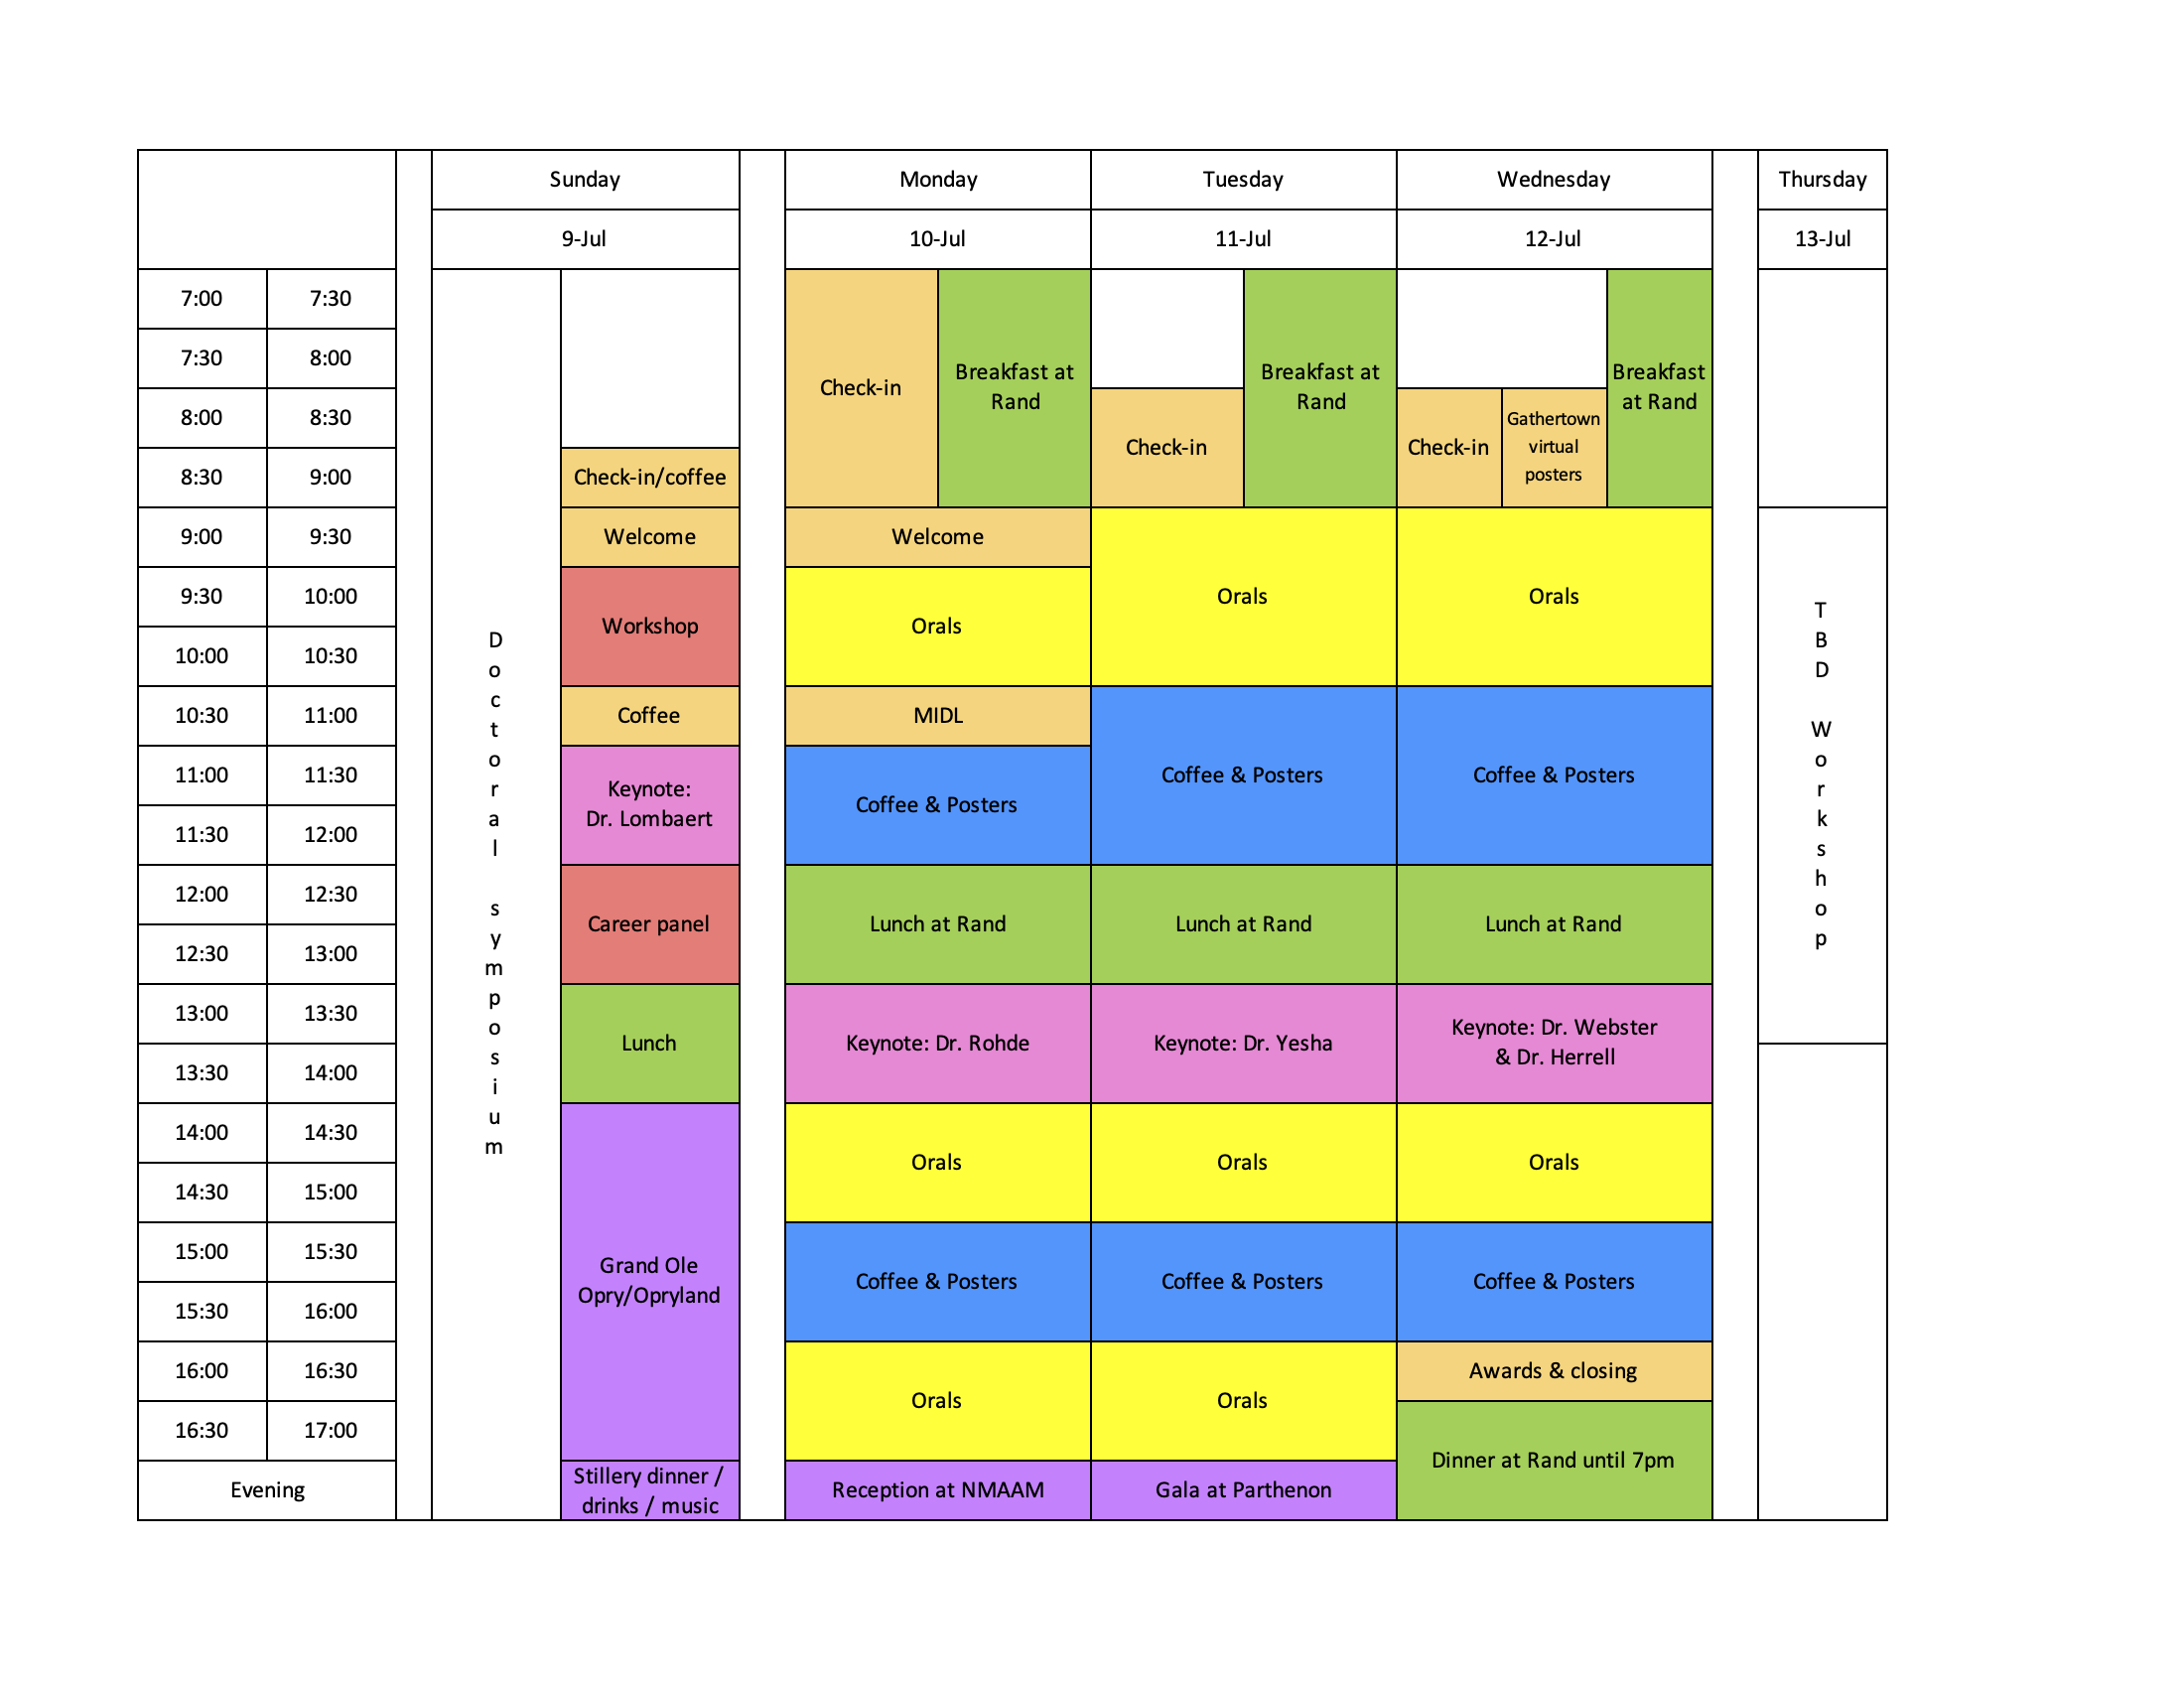 Sunday Monday Tuesday Wednesday Thursday
9-Jul 10-Jul 11-Jul 12-Jul 13-Jul
7:00 7:30
7:30 8:00
8:00 8:30
8:30 9:00
9:00 9:30
9:30 10:00
10:00 10:30
10:30 11:00
11:00 11:30
11:30 12:00
12:00 12:30
12:30 13:00
13:00 13:30
13:30 14:00
14:00 14:30
14:30 15:00
15:00 15:30
15:30 16:00
16:00 16:30
16:30 17:00
Evening
Doctoral symposium
Check-in/coffee
Welcome
Workshop
Coffee
Keynote:
Dr. Lombaert
Career panel
Lunch
Grand Ole
Opry/Opryland
Stillery dinner /
drinks / music
Check-in
Breakfast at
Rand
Welcome
Orals
MIDL
Coffee & Posters
Lunch at Rand
Keynote: Dr. Rohde
Orals
Coffee & Posters
Orals
Reception at NMAAM
Check-in
Breakfast at
Rand
Orals
Coffee & Posters
Lunch at Rand
Keynote: Dr. Yesha
Orals
Coffee & Posters
Orals
Gala at Parthenon
Check-in
Gathertown
virtual
posters
Breakfast
at Rand
Orals
Coffee & Posters
Lunch at Rand
Keynote: Dr. Webster
& Dr. Herrell
Orals
Coffee & Posters
Awards & closing
Dinner at Rand until 7pm
TBD Workshop